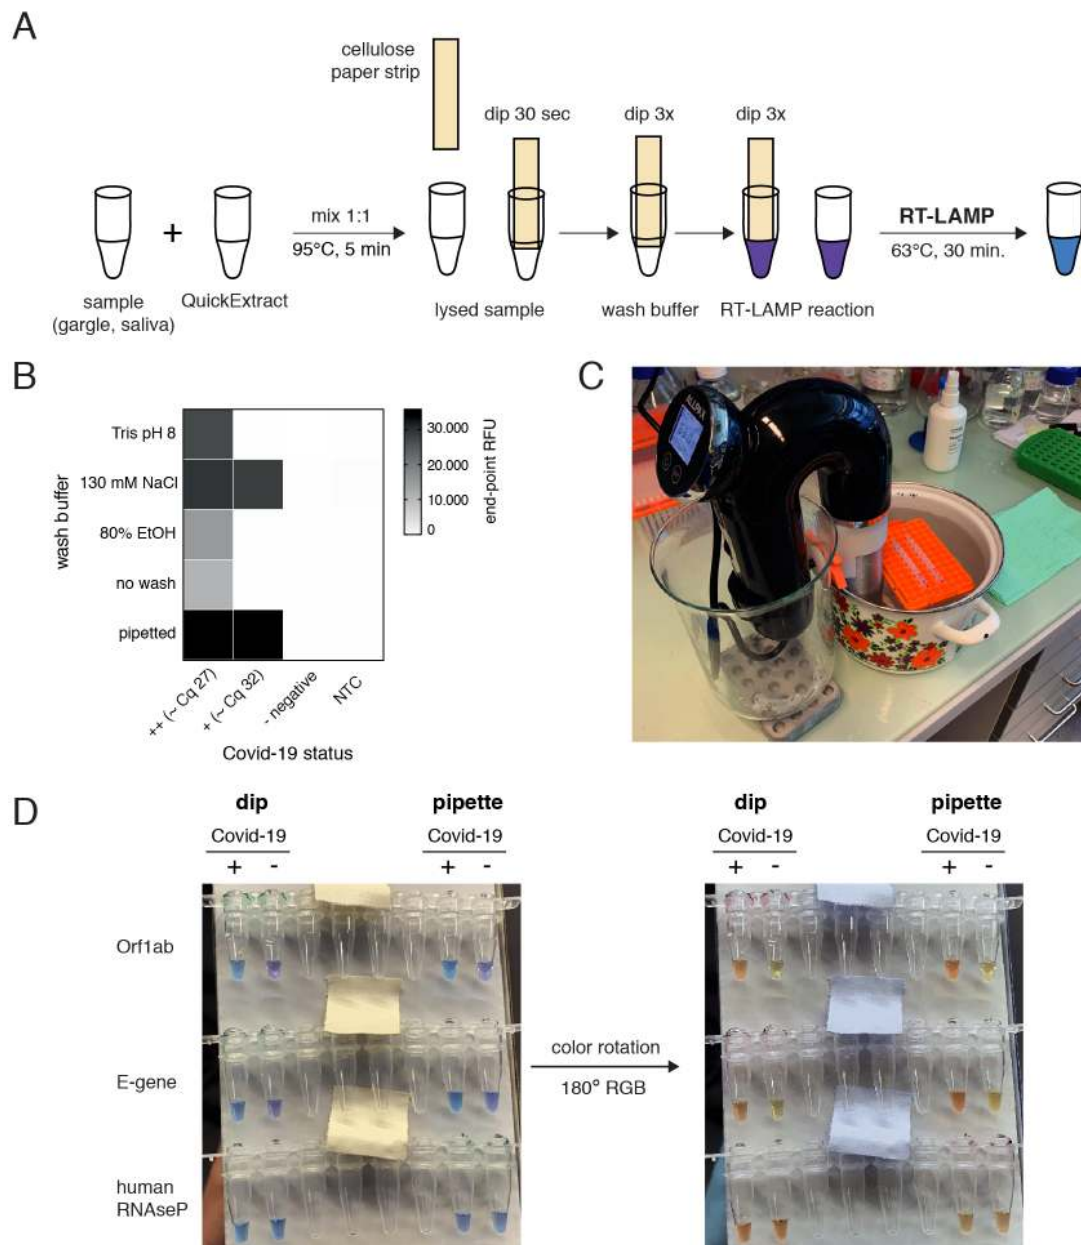 A
cellulose
paper strip
dip 30 sec
dip 3x
dip 3x
+
mix 1:1
95°C, 5 min
RT-LAMP
63°C, 30 min.
sample
(gargle, saliva)
QuickExtract
lysed sample
wash buffer
RT-LAMP reaction
B
wash buffer
Tris pH 8
130 mM NaCl
80% EtOH
no wash
pipetted
30.000
20.000
10.000
0
end-point RFU
++ (~ Cq 27)
+ (~ Cq 32)
- negative
NTC
Covid-19 status
C
ALLPAX
D
dip
pipette
Covid-19
Covid-19
+ -
+ -
Orf1ab
E-gene
human
RNAseP
color rotation
180° RGB
dip
pipette
Covid-19
Covid-19
+ -
+ -